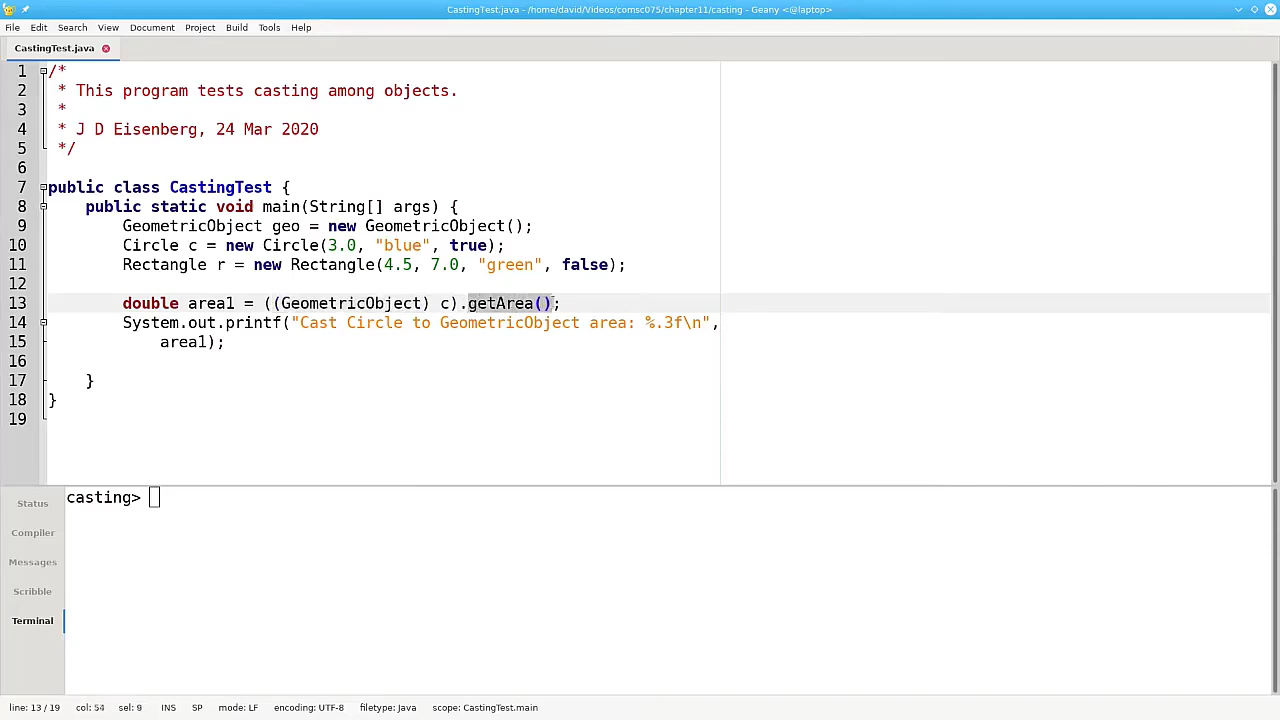 CastingTest.java - /home/david/Videos/comsc075/chapter11/casting - Geany <@laptop>
File Edit Search View Document Project Build Tools Help
CastingTest.java
1 /*
2  * This program tests casting among objects.
3  *
4  * J D Eisenberg, 24 Mar 2020
5  */
6
7 public class CastingTest {
8     public static void main(String[] args) {
9         GeometricObject geo = new GeometricObject();
10         Circle c = new Circle(3.0, "blue", true);
11         Rectangle r = new Rectangle(4.5, 7.0, "green", false);
12
13         double area1 = ((GeometricObject) c).getArea();
14         System.out.printf("Cast Circle to GeometricObject area: %.3f\n",
15             area1);
16
17     }
18 }
19
Status
Compiler
Messages
Scribble
Terminal
casting>
line: 13 / 19 col: 54 sel: 9 INS SP mode: LF encoding: UTF-8 filetype: Java scope: CastingTest.main